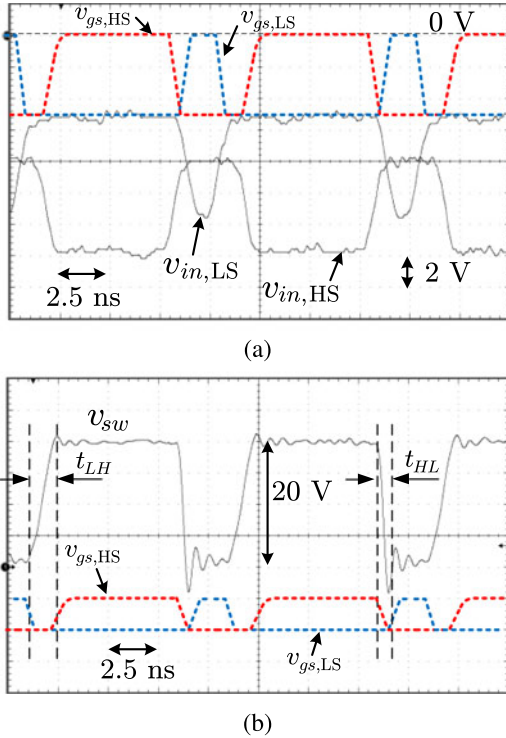 v_gs,HS
v_gs,LS
0 V
2.5 ns
v_in,LS
v_in,HS
2 V
(a)
v_sw
t_LH
20 V
t_HL
v_gs,HS
2.5 ns
v_gs,LS
(b)